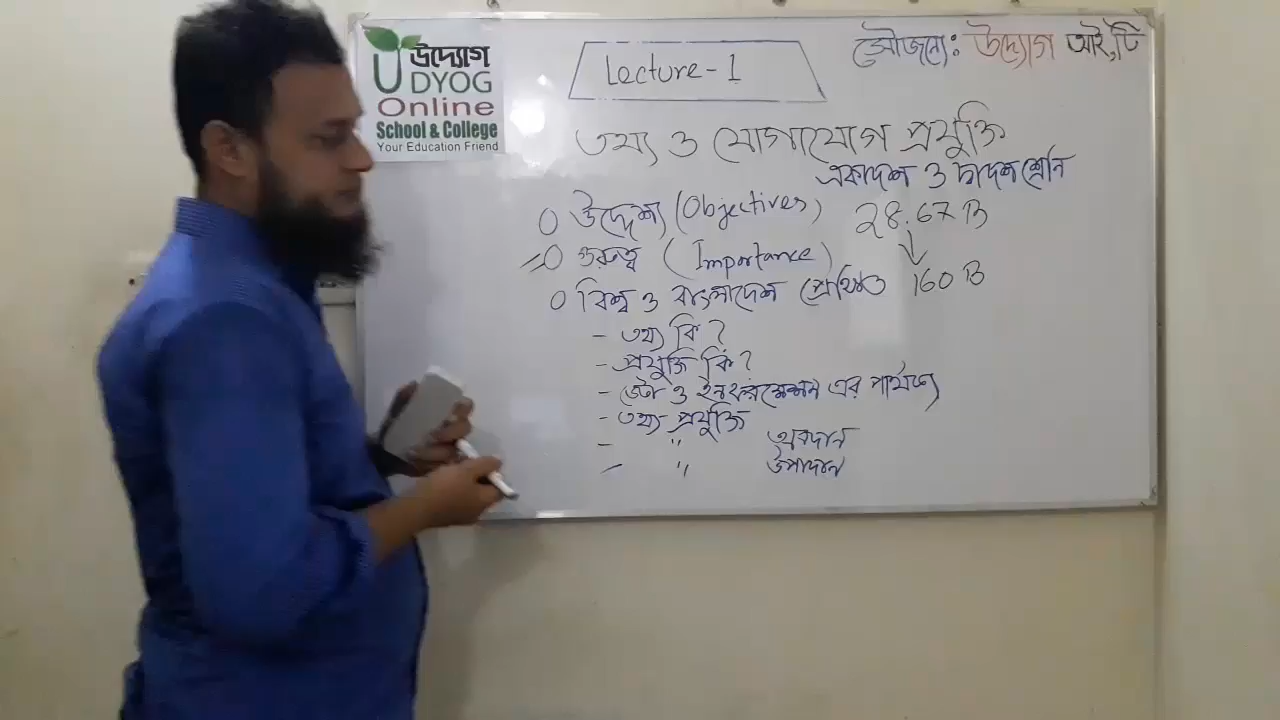 উদ্যোগ
UDYOG
Online
School & College
Your Education Friend
Lecture-1
সৌজন্যে: উদ্যোগ আই,টি
তথ্য ও যোগাযোগ প্রযুক্তি
একাদশ ও দ্বাদশ শ্রেনি
০ উদ্দেশ্য (Objectives) 28.67 B
০ গুরুত্ব (Importance) ↓
০ বিশ্ব ও বাংলাদেশ প্রেক্ষিত 160 B
- তথ্য কি?
- প্রযুক্তি কি?
- ডেটা ও ইনফরমেশন এর পার্থক্য
- তথ্য প্রযুক্তি
- " অবদান
- " উপাদান